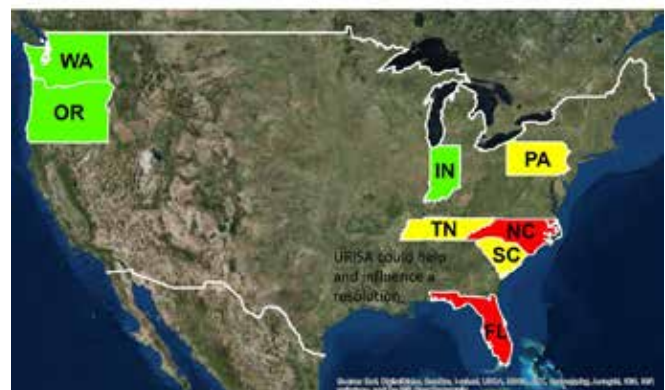 WA
OR
IN
PA
TN
NC
SC
URISA could help
and influence a
resolution
FL